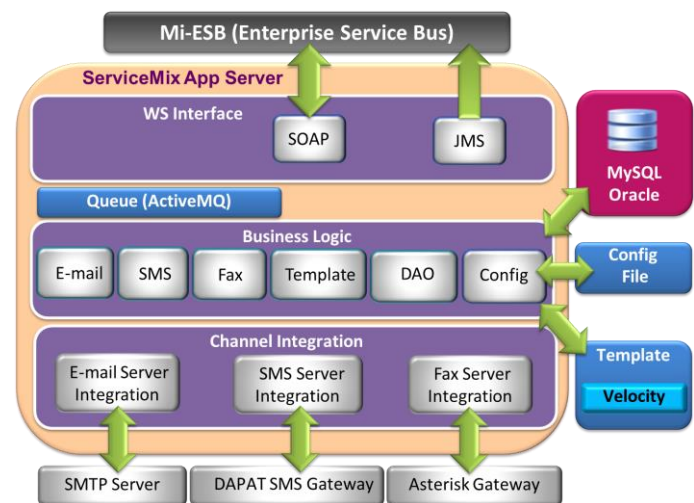 Mi-ESB (Enterprise Service Bus)
ServiceMix App Server
WS Interface
SOAP
JMS
MySQL
Oracle
Queue (ActiveMQ)
Business Logic
E-mail
SMS
Fax
Template
DAO
Config
Config
File
Channel Integration
E-mail Server
Integration
SMS Server
Integration
Fax Server
Integration
Template
Velocity
SMTP Server
DAPAT SMS Gateway
Asterisk Gateway